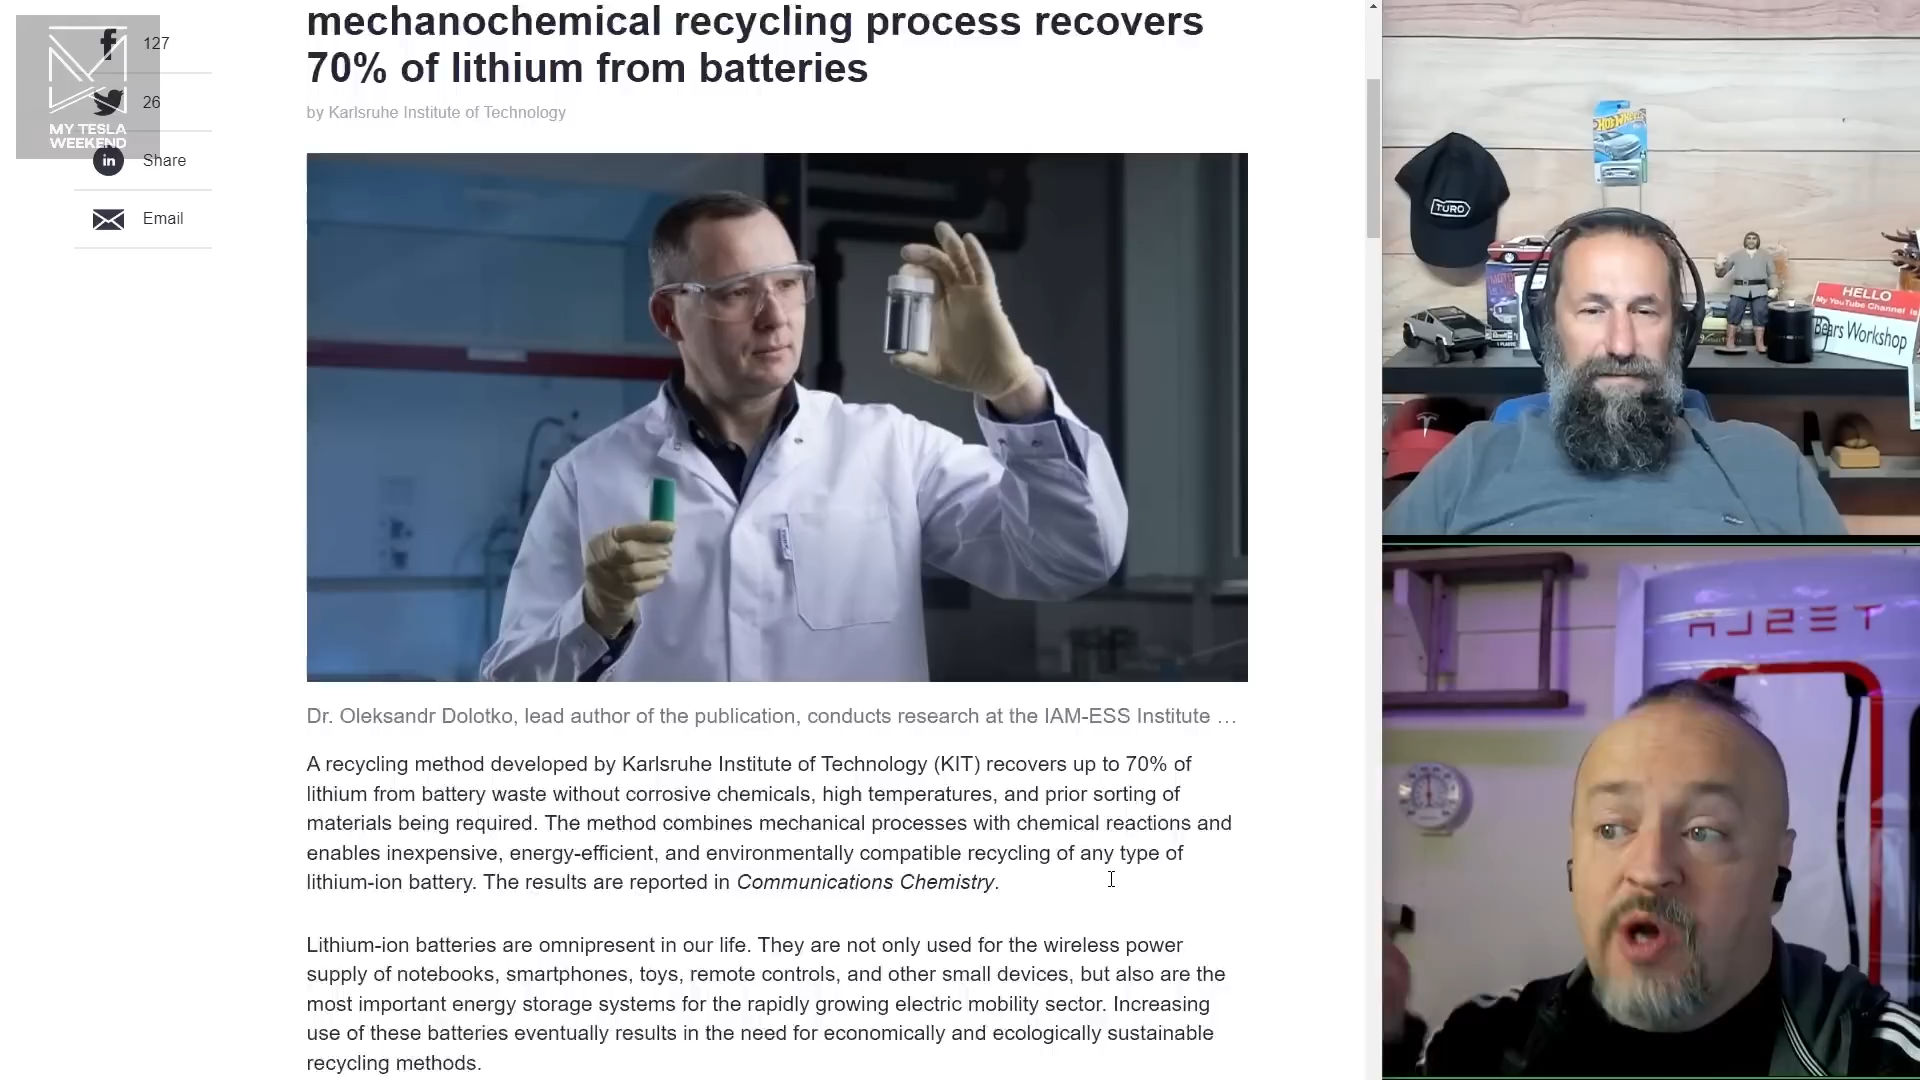 mechanochemical recycling process recovers
70% of lithium from batteries
by Karlsruhe Institute of Technology
127
26
Share
Email
MY TESLA
WEEKEND
in
Dr. Oleksandr Dolotko, lead author of the publication, conducts research at the IAM-ESS Institute …
A recycling method developed by Karlsruhe Institute of Technology (KIT) recovers up to 70% of
lithium from battery waste without corrosive chemicals, high temperatures, and prior sorting of
materials being required. The method combines mechanical processes with chemical reactions and
enables inexpensive, energy-efficient, and environmentally compatible recycling of any type of
lithium-ion battery. The results are reported in Communications Chemistry.
Lithium-ion batteries are omnipresent in our life. They are not only used for the wireless power
supply of notebooks, smartphones, toys, remote controls, and other small devices, but also are the
most important energy storage systems for the rapidly growing electric mobility sector. Increasing
use of these batteries eventually results in the need for economically and ecologically sustainable
recycling methods.
HOT WHEELS
TURO
HELLO
My YouTube Channel is
Bears Workshop
TESLA